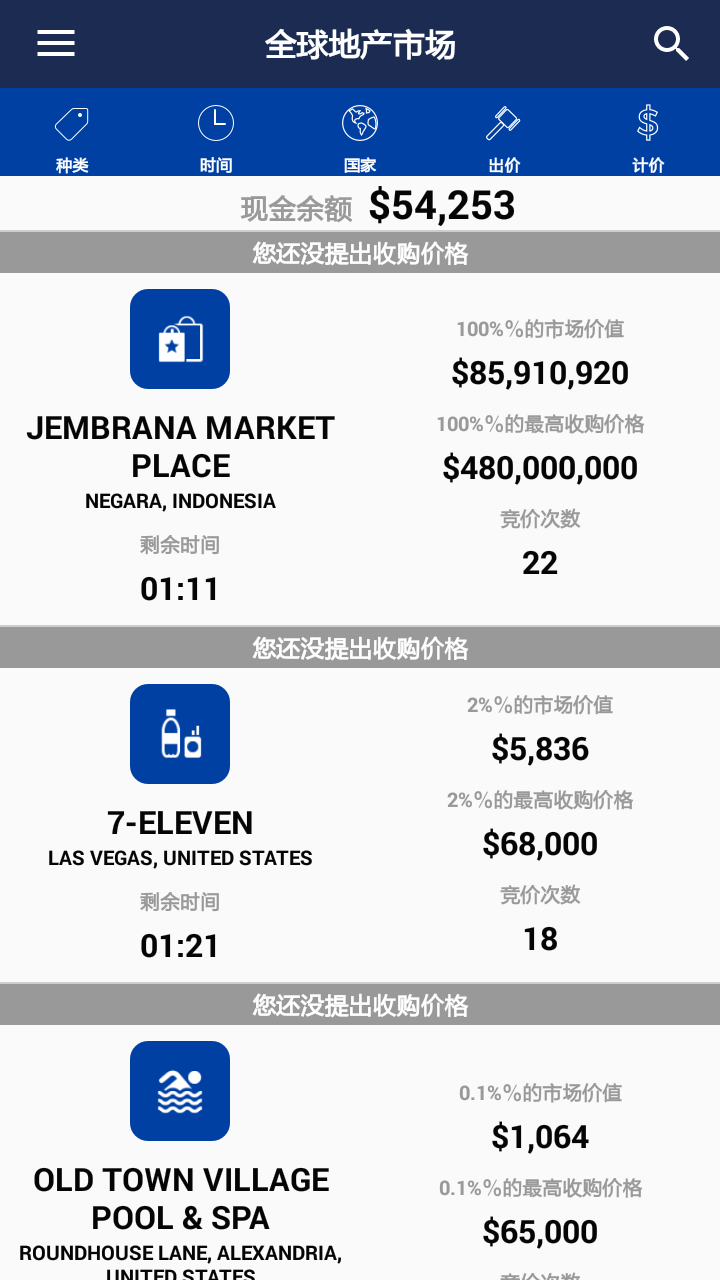 全球地产市场
种类 时间 国家 出价 计价
现金余额 $54,253
您还没提出收购价格
JEMBRANA MARKET
PLACE
NEGARA, INDONESIA
剩余时间
01:11
100%%的市场价值
$85,910,920
100%%的最高收购价格
$480,000,000
竞价次数
22
您还没提出收购价格
7-ELEVEN
LAS VEGAS, UNITED STATES
剩余时间
01:21
2%%的市场价值
$5,836
2%%的最高收购价格
$68,000
竞价次数
18
您还没提出收购价格
OLD TOWN VILLAGE
POOL & SPA
ROUNDHOUSE LANE, ALEXANDRIA,
UNITED STATES
0.1%%的市场价值
$1,064
0.1%%的最高收购价格
$65,000
竞价次数